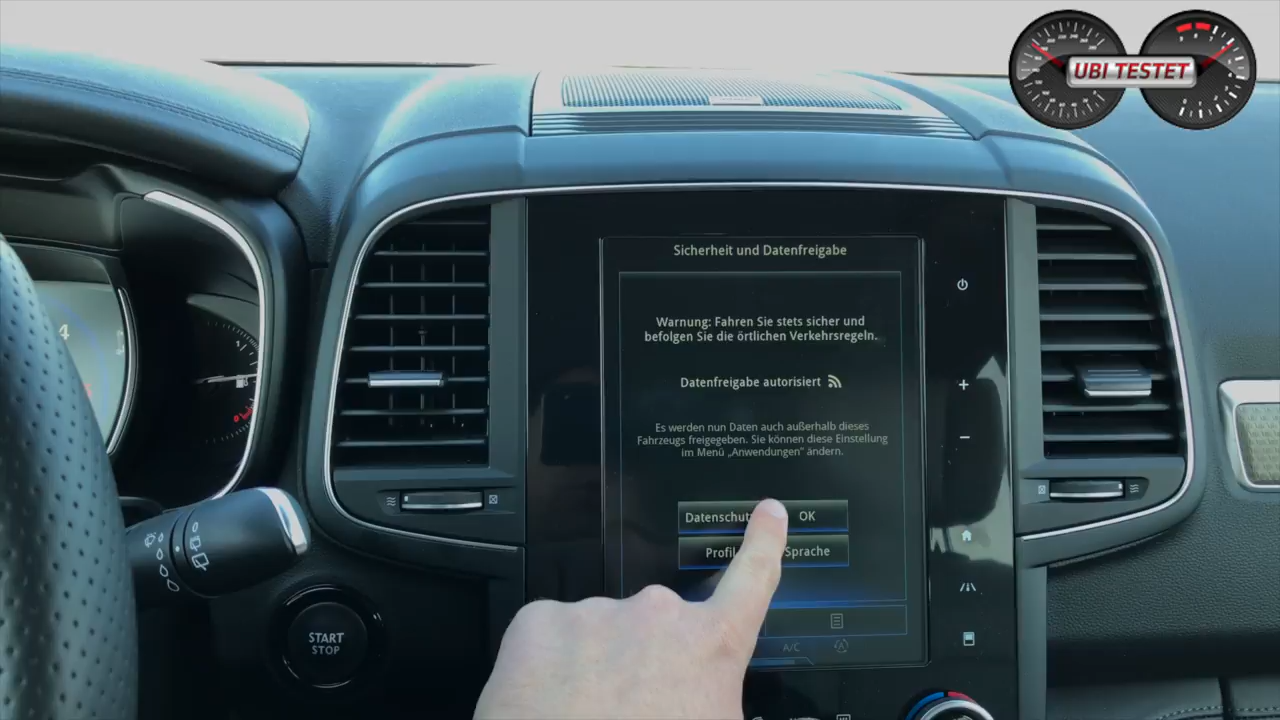 UBI TESTET
Sicherheit und Datenfreigabe
Warnung: Fahren Sie stets sicher und
befolgen Sie die örtlichen Verkehrsregeln.
Datenfreigabe autorisiert
Es werden nun Daten auch außerhalb dieses
Fahrzeugs freigegeben. Sie können diese Einstellung
im Menü „Anwendungen" ändern.
OK
Profil
Sprache
A/C
START
STOP
4